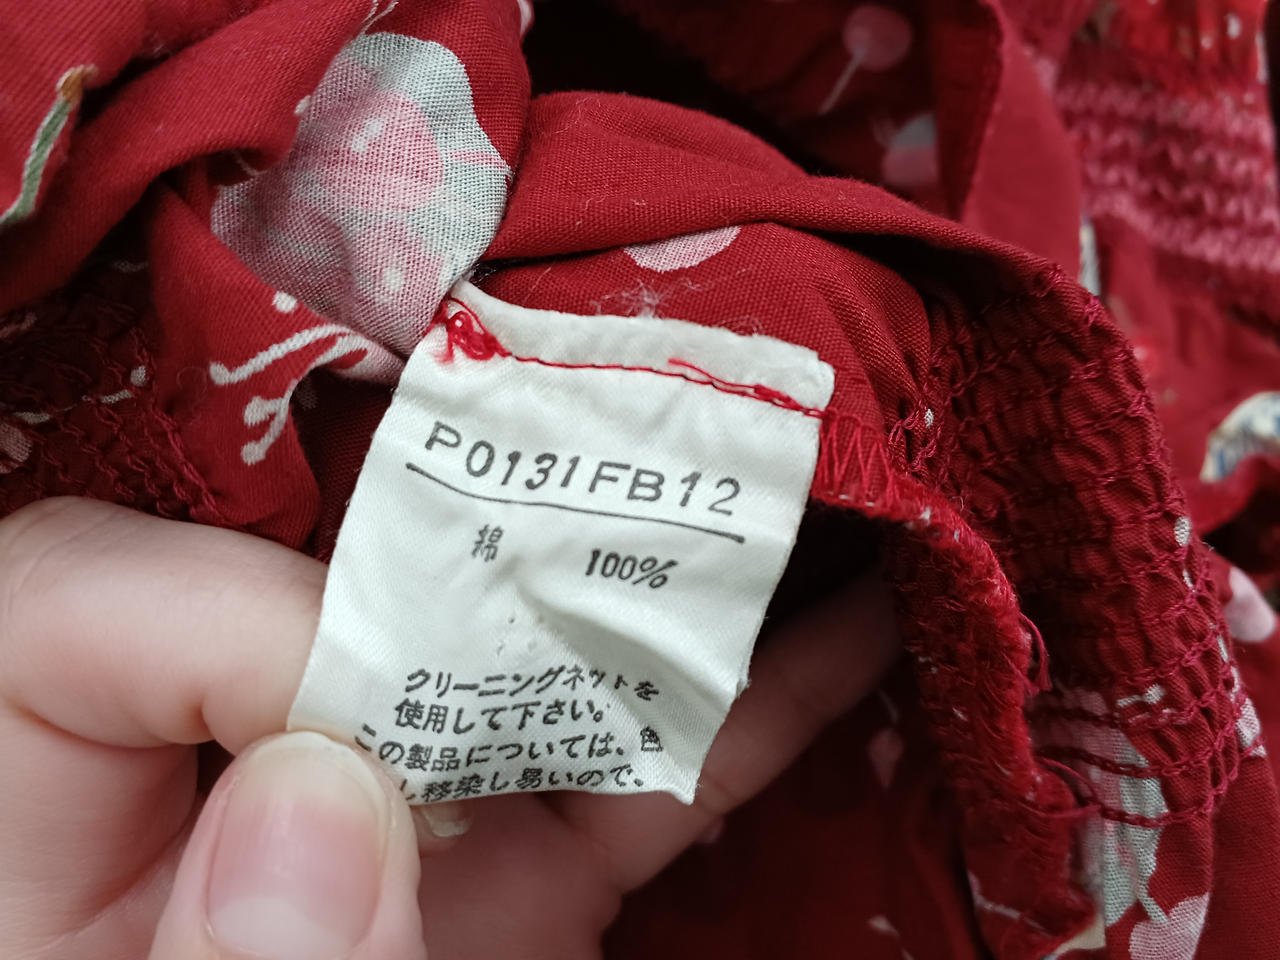 P0131FB12
綿 100%
クリーニングネットを
使用して下さい。
この製品については、色
し移染し易いので、